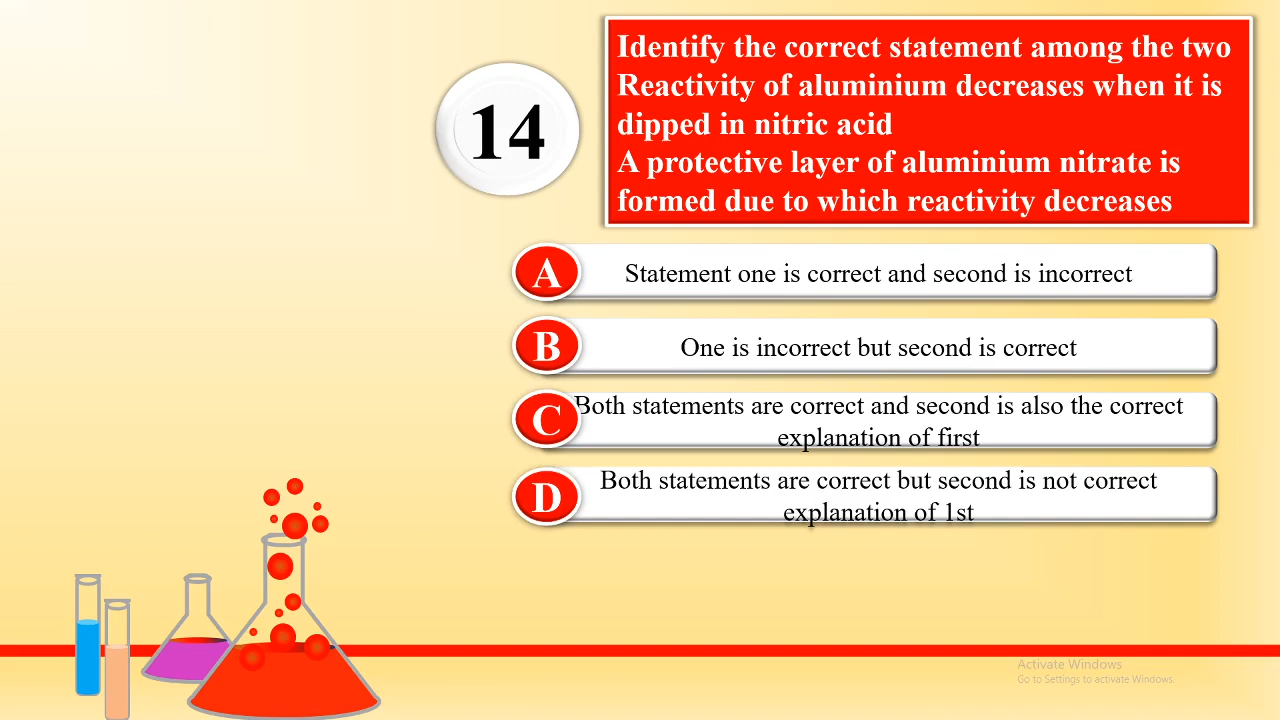 14
Identify the correct statement among the two
Reactivity of aluminium decreases when it is
dipped in nitric acid
A protective layer of aluminium nitrate is
formed due to which reactivity decreases
A
Statement one is correct and second is incorrect
B
One is incorrect but second is correct
C
Both statements are correct and second is also the correct
explanation of first
D
Both statements are correct but second is not correct
explanation of 1st
Activate Windows
Go to Settings to activate Windows.